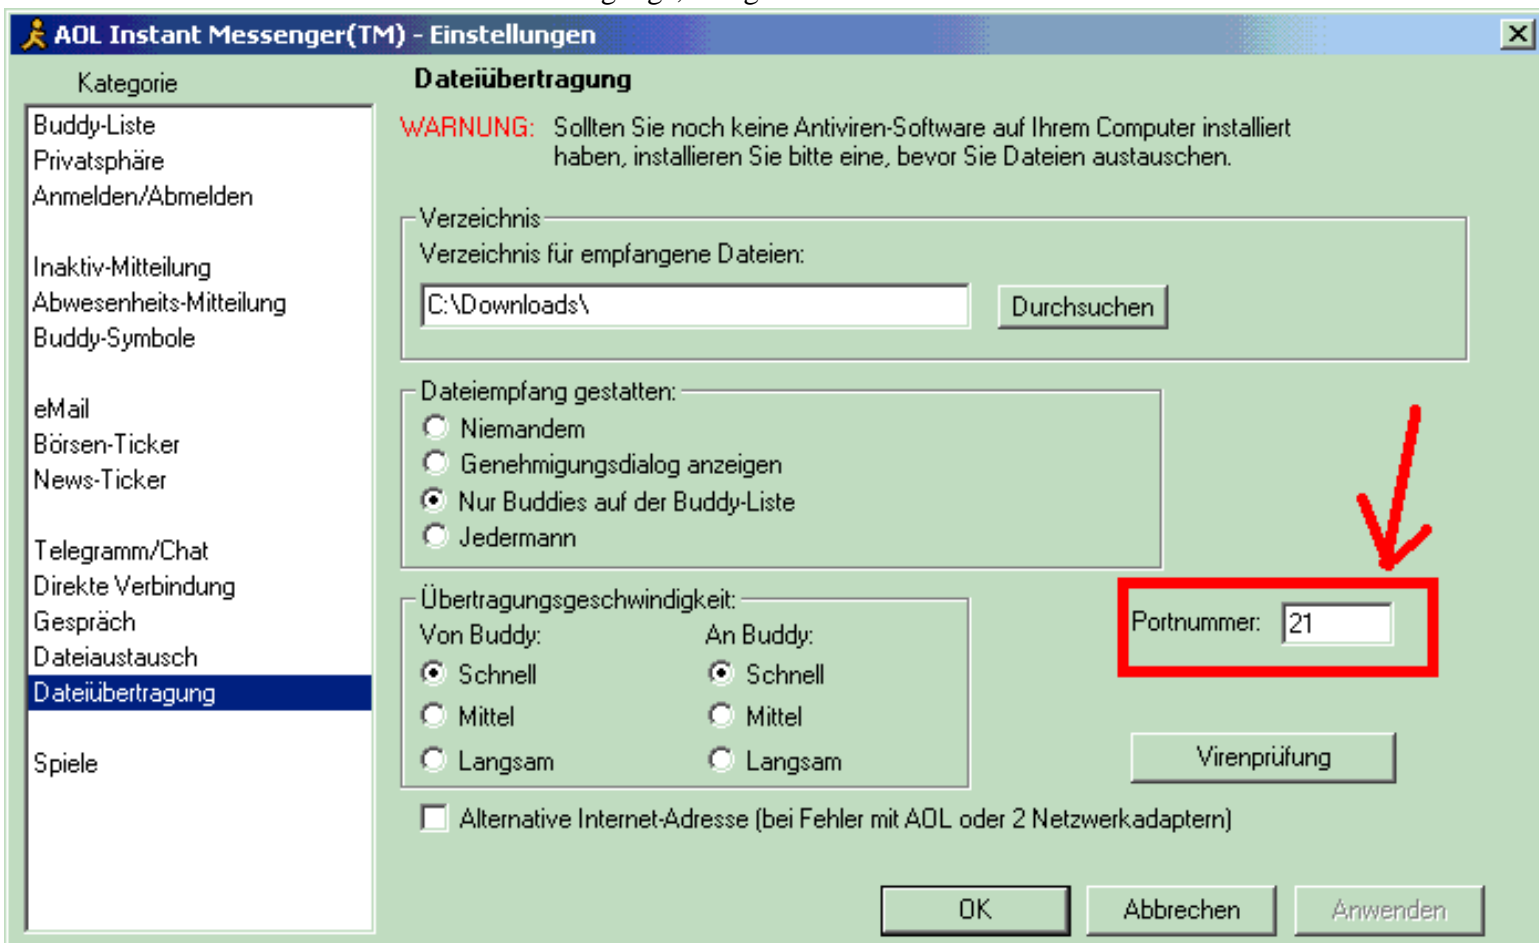 AOL Instant Messenger(TM) - Einstellungen
Kategorie
Buddy-Liste
Privatsphäre
Anmelden/Abmelden
Inaktiv-Mitteilung
Abwesenheits-Mitteilung
Buddy-Symbole
eMail
Börsen-Ticker
News-Ticker
Telegramm/Chat
Direkte Verbindung
Gespräch
Dateiaustausch
Dateiübertragung
Spiele
Dateiübertragung
WARNUNG: Sollten Sie noch keine Antiviren-Software auf Ihrem Computer installiert
haben, installieren Sie bitte eine, bevor Sie Dateien austauschen.
Verzeichnis
Verzeichnis für empfangene Dateien:
C:\Downloads\ Durchsuchen
Dateiempfang gestatten:
Niemandem
Genehmigungsdialog anzeigen
Nur Buddies auf der Buddy-Liste
Jedermann
Übertragungsgeschwindigkeit:
Von Buddy: An Buddy:
Schnell Schnell
Mittel Mittel
Langsam Langsam
Portnummer: 21
Virenprüfung
Alternative Internet-Adresse (bei Fehler mit AOL oder 2 Netzwerkadaptern)
OK Abbrechen Anwenden